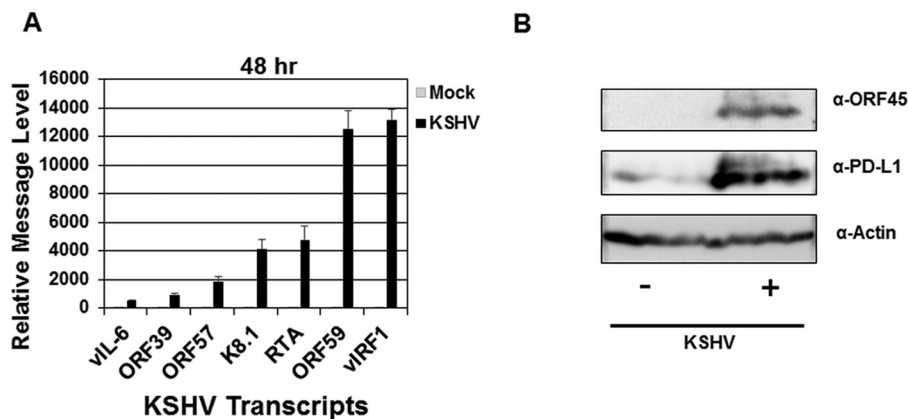 A
48 hr
Relative Message Level
16000
14000
12000
10000
8000
6000
4000
2000
0
Mock
KSHV
vIL-6
ORF39
ORF57
K8.1
RTA
ORF59
vIRF1
KSHV Transcripts
B
α-ORF45
α-PD-L1
α-Actin
- +
KSHV